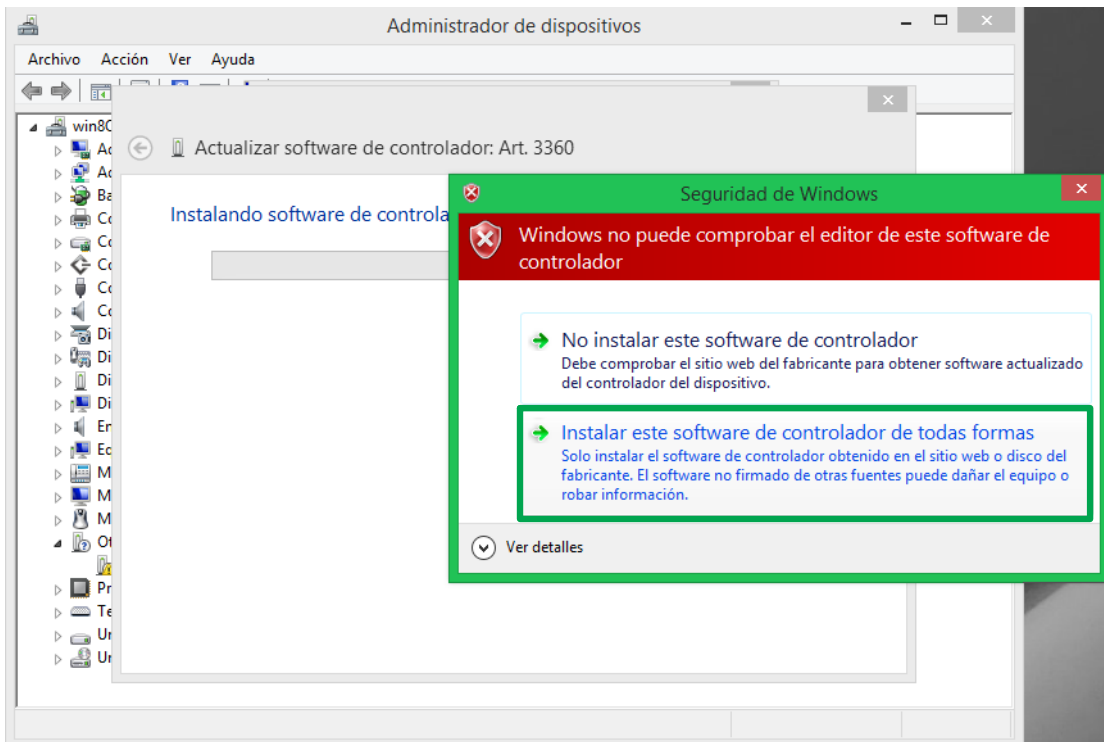 Administrador de dispositivos
Archivo Acción Ver Ayuda
Actualizar software de controlador: Art. 3360
Instalando software de controla
Seguridad de Windows
Windows no puede comprobar el editor de este software de
controlador
No instalar este software de controlador
Debe comprobar el sitio web del fabricante para obtener software actualizado
del controlador del dispositivo.
Instalar este software de controlador de todas formas
Solo instalar el software de controlador obtenido en el sitio web o disco del
fabricante. El software no firmado de otras fuentes puede dañar el equipo o
robar información.
Ver detalles